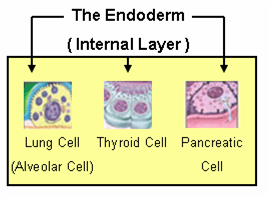 The Endoderm
( Internal Layer )
Lung Cell Thyroid Cell Pancreatic
(Alveolar Cell) Cell